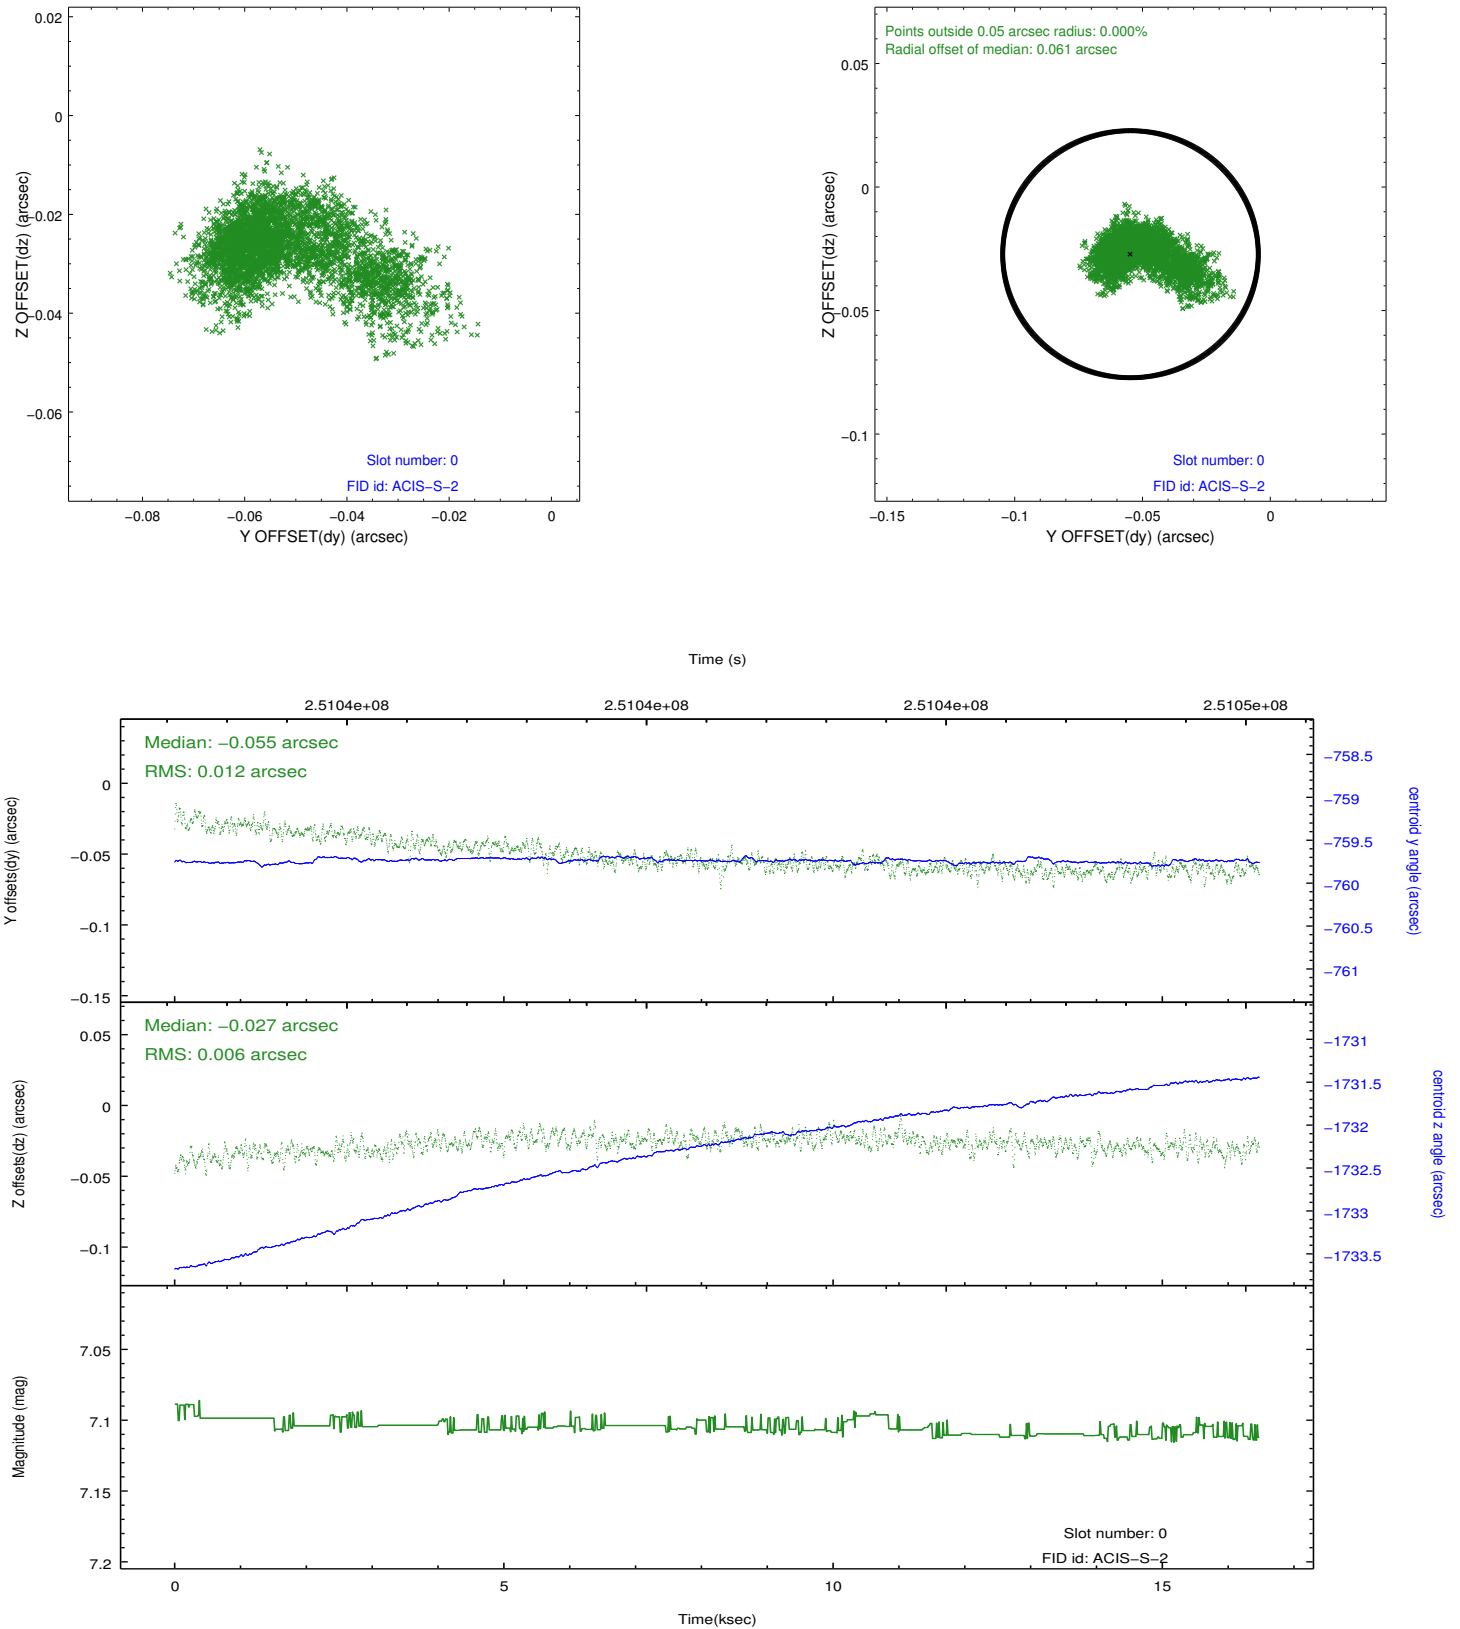 0.02
0
−0.02
−0.04
−0.06
Z OFFSET(dz) (arcsec)
Slot number: 0
FID id: ACIS−S−2
−0.08
−0.06
−0.04
−0.02
0
Y OFFSET(dy) (arcsec)
Points outside 0.05 arcsec radius: 0.000%
Radial offset of median: 0.061 arcsec
0.05
0
−0.05
−0.1
Z OFFSET(dz) (arcsec)
Slot number: 0
FID id: ACIS−S−2
−0.15
−0.1
−0.05
0
Y OFFSET(dy) (arcsec)
Time (s)
2.5104e+08
2.5104e+08
2.5104e+08
2.5105e+08
Median: −0.055 arcsec
RMS: 0.012 arcsec
0
−0.05
−0.1
−0.15
Y offsets(dy) (arcsec)
−758.5
−759
−759.5
−760
−760.5
−761
centroid y angle (arcsec)
Median: −0.027 arcsec
RMS: 0.006 arcsec
0.05
0
−0.05
−0.1
Z offsets(dz) (arcsec)
−1731
−1731.5
−1732
−1732.5
−1733
−1733.5
centroid z angle (arcsec)
7.05
7.1
7.15
7.2
Magnitude (mag)
Slot number: 0
FID id: ACIS−S−2
0
5
10
15
Time(ksec)